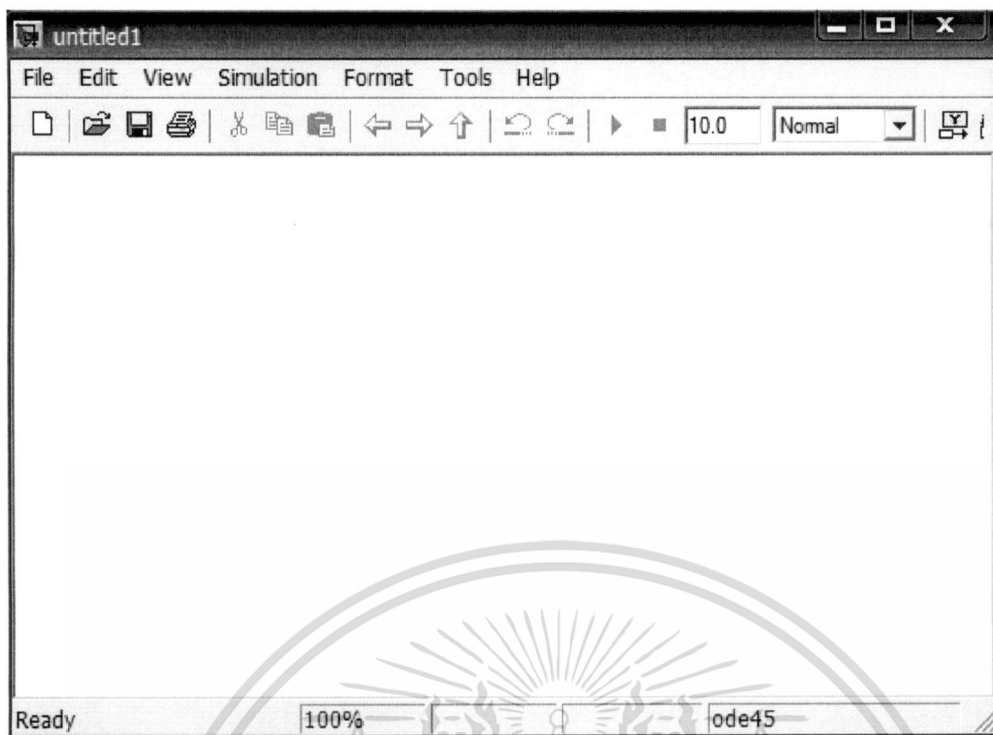 untitled1
File Edit View Simulation Format Tools Help
10.0 Normal
Ready 100% ode45